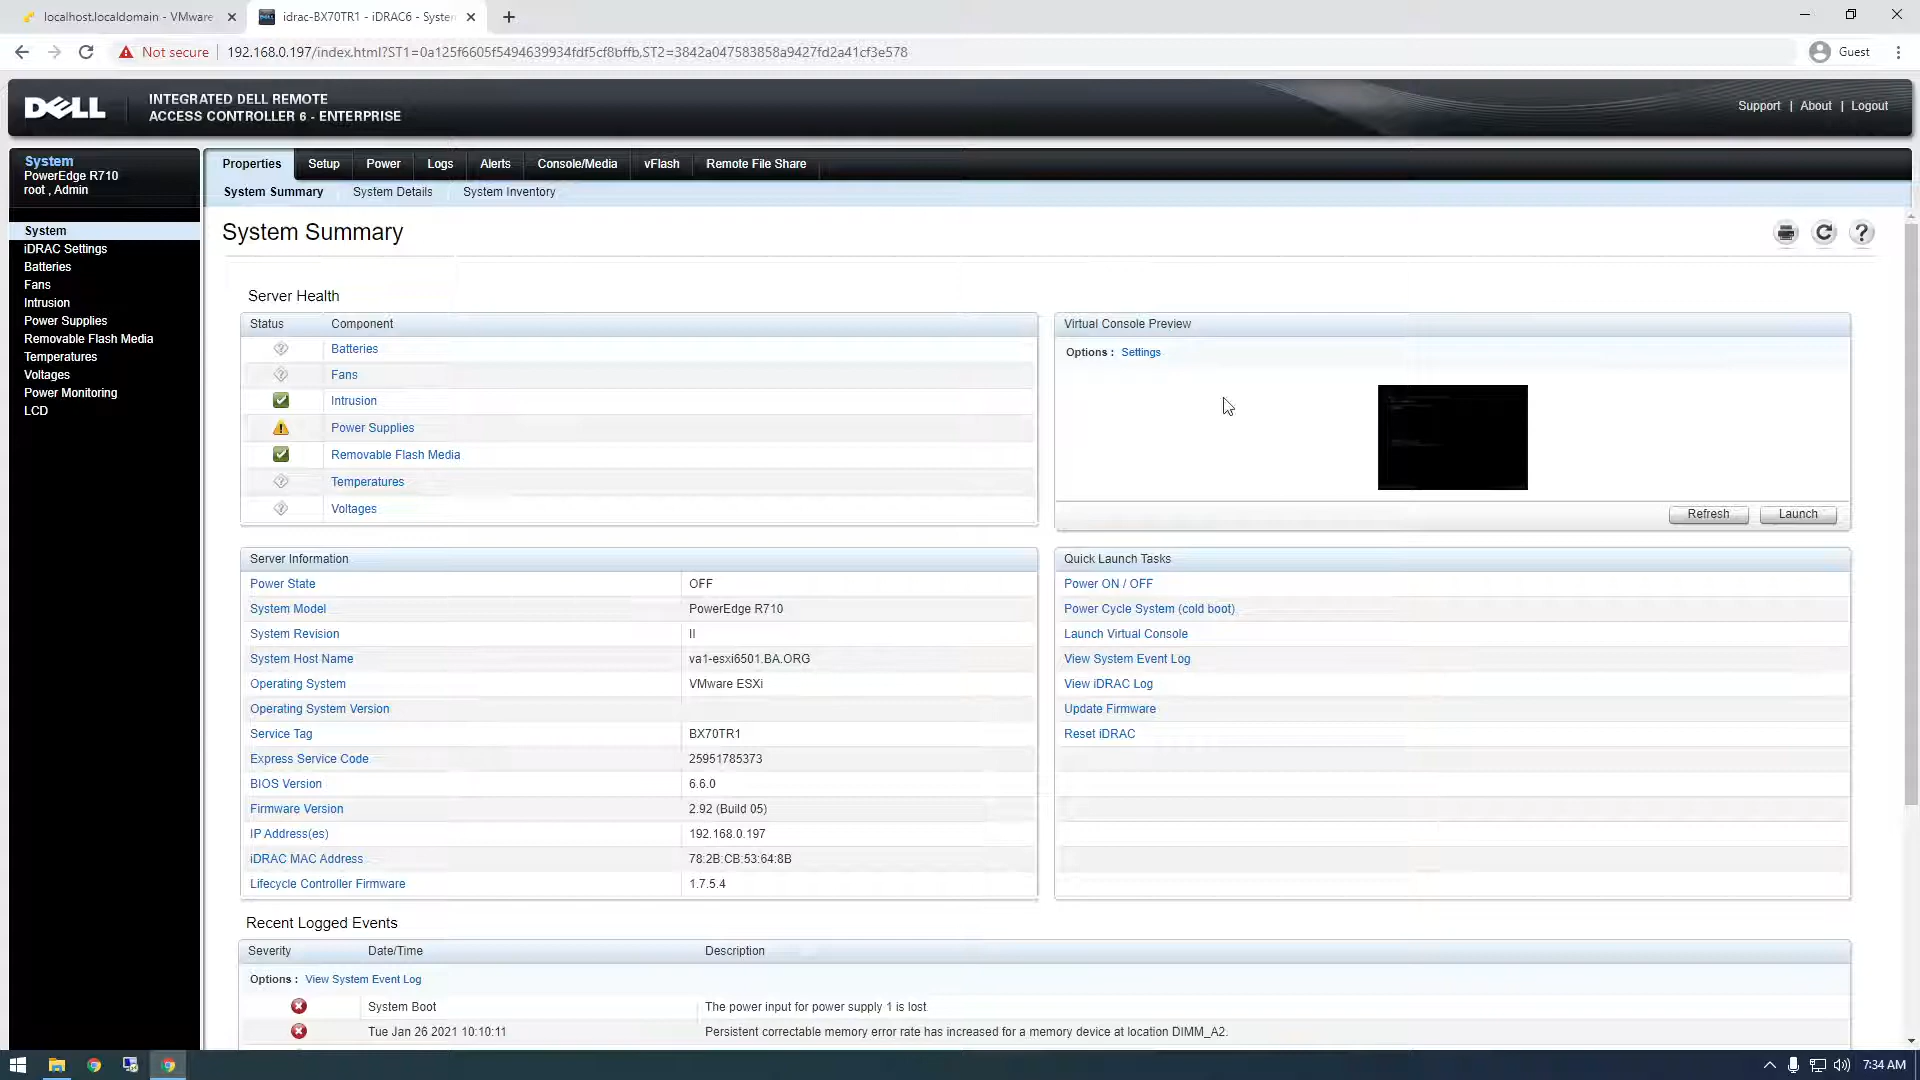 localhost.localdomain - VMware
idrac-BX70TR1 - iDRAC6 - System
Not secure
192.168.0.197/index.html?ST1=0a125f6605f5494639934fdf5cf8bffb,ST2=3842a047583858a9427fd2a41cf3e578
Guest
DELL
INTEGRATED DELL REMOTE
ACCESS CONTROLLER 6 - ENTERPRISE
Support | About | Logout
System
PowerEdge R710
root , Admin
Properties Setup Power Logs Alerts Console/Media vFlash Remote File Share
System Summary System Details System Inventory
System
iDRAC Settings
Batteries
Fans
Intrusion
Power Supplies
Removable Flash Media
Temperatures
Voltages
Power Monitoring
LCD
System Summary
Server Health
Status Component
Batteries
Fans
Intrusion
Power Supplies
Removable Flash Media
Temperatures
Voltages
Virtual Console Preview
Options : Settings
Refresh Launch
Server Information
Power State OFF
System Model PowerEdge R710
System Revision II
System Host Name va1-esxi6501.BA.ORG
Operating System VMware ESXi
Operating System Version
Service Tag BX70TR1
Express Service Code 25951785373
BIOS Version 6.6.0
Firmware Version 2.92 (Build 05)
IP Address(es) 192.168.0.197
iDRAC MAC Address 78:2B:CB:53:64:8B
Lifecycle Controller Firmware 1.7.5.4
Quick Launch Tasks
Power ON / OFF
Power Cycle System (cold boot)
Launch Virtual Console
View System Event Log
View iDRAC Log
Update Firmware
Reset iDRAC
Recent Logged Events
Severity Date/Time Description
Options : View System Event Log
System Boot The power input for power supply 1 is lost
Tue Jan 26 2021 10:10:11 Persistent correctable memory error rate has increased for a memory device at location DIMM_A2.
7:34 AM